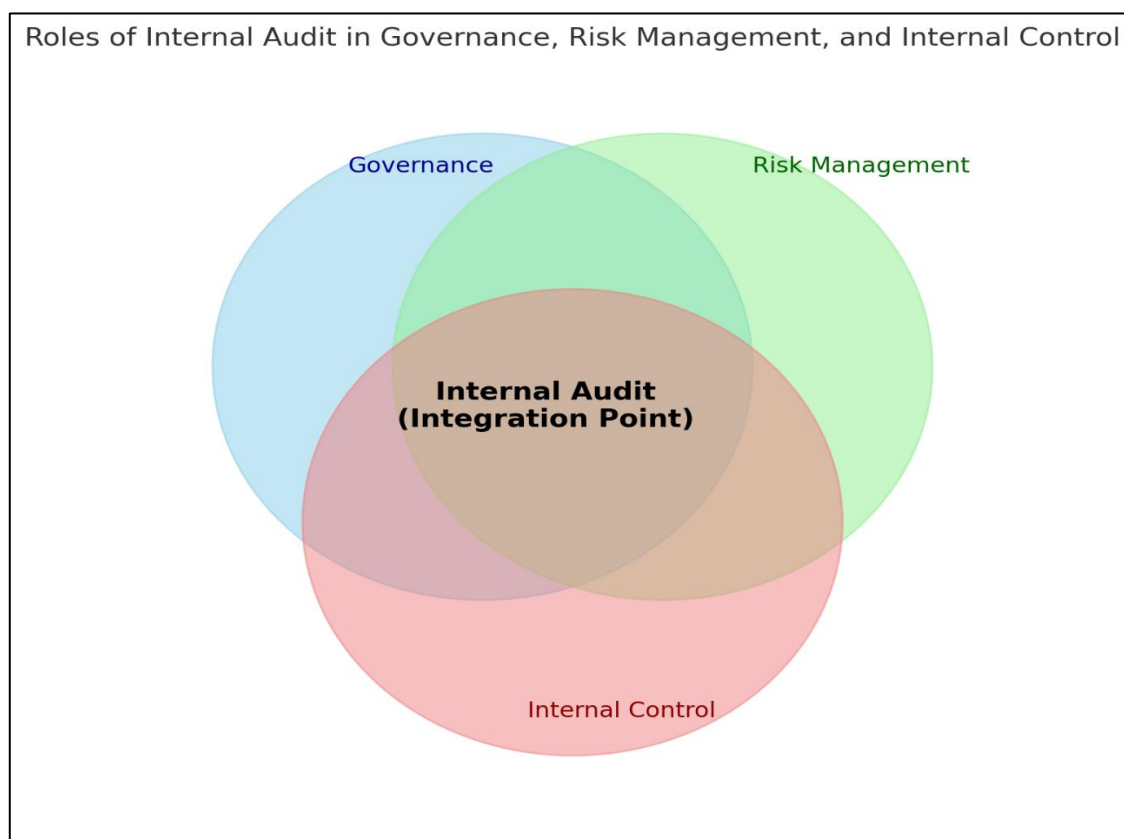 Roles of Internal Audit in Governance, Risk Management, and Internal Control
Governance
Risk Management
Internal Audit
(Integration Point)
Internal Control